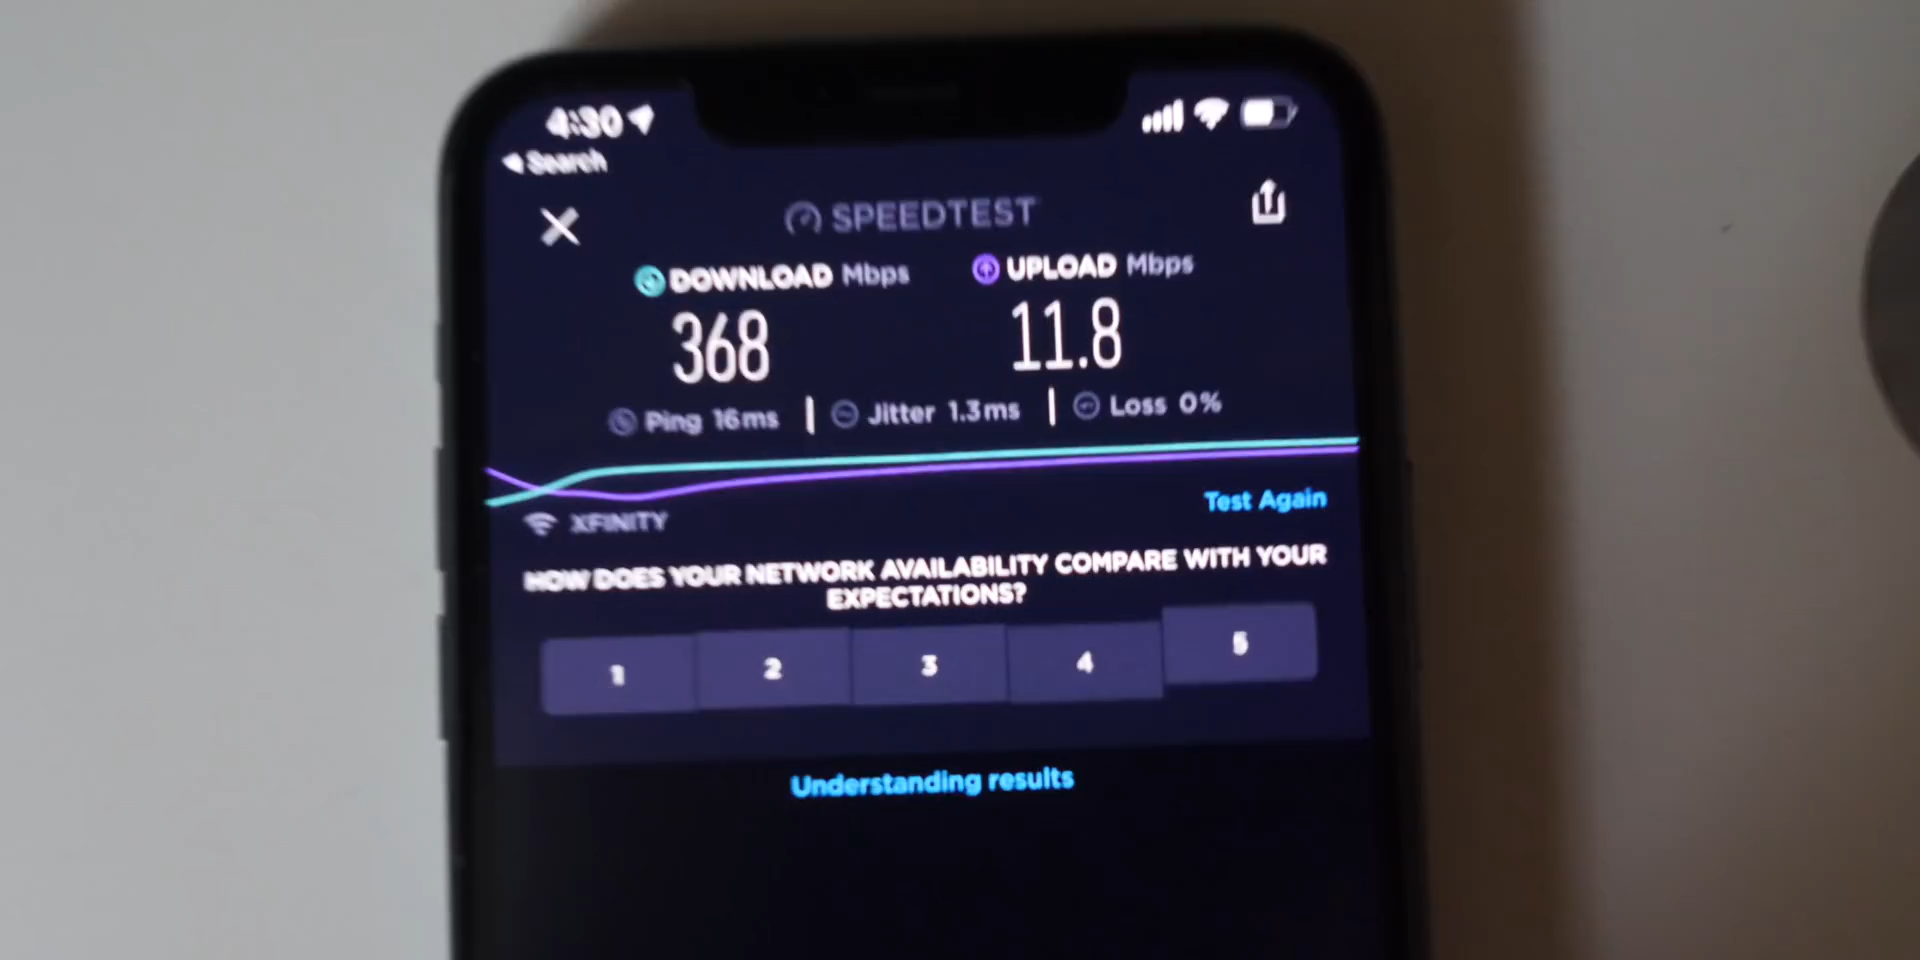 4:30
Search
SPEEDTEST
DOWNLOAD Mbps
UPLOAD Mbps
368
11.8
Ping 16ms
Jitter 1.3ms
Loss 0%
Test Again
XFINITY
HOW DOES YOUR NETWORK AVAILABILITY COMPARE WITH YOUR
EXPECTATIONS?
1 2 3 4 5
Understanding results